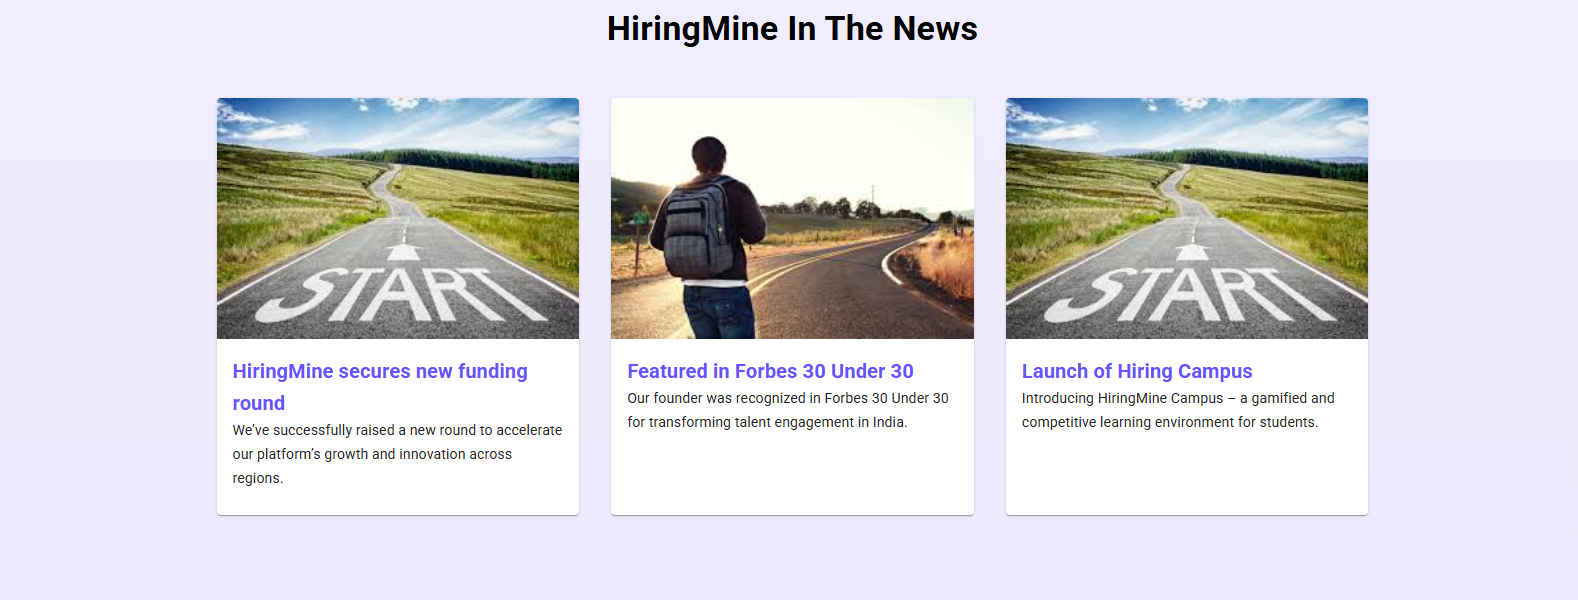 HiringMine In The News
START
START
HiringMine secures new funding
round
We’ve successfully raised a new round to accelerate
our platform’s growth and innovation across
regions.
Featured in Forbes 30 Under 30
Our founder was recognized in Forbes 30 Under 30
for transforming talent engagement in India.
Launch of Hiring Campus
Introducing HiringMine Campus – a gamified and
competitive learning environment for students.